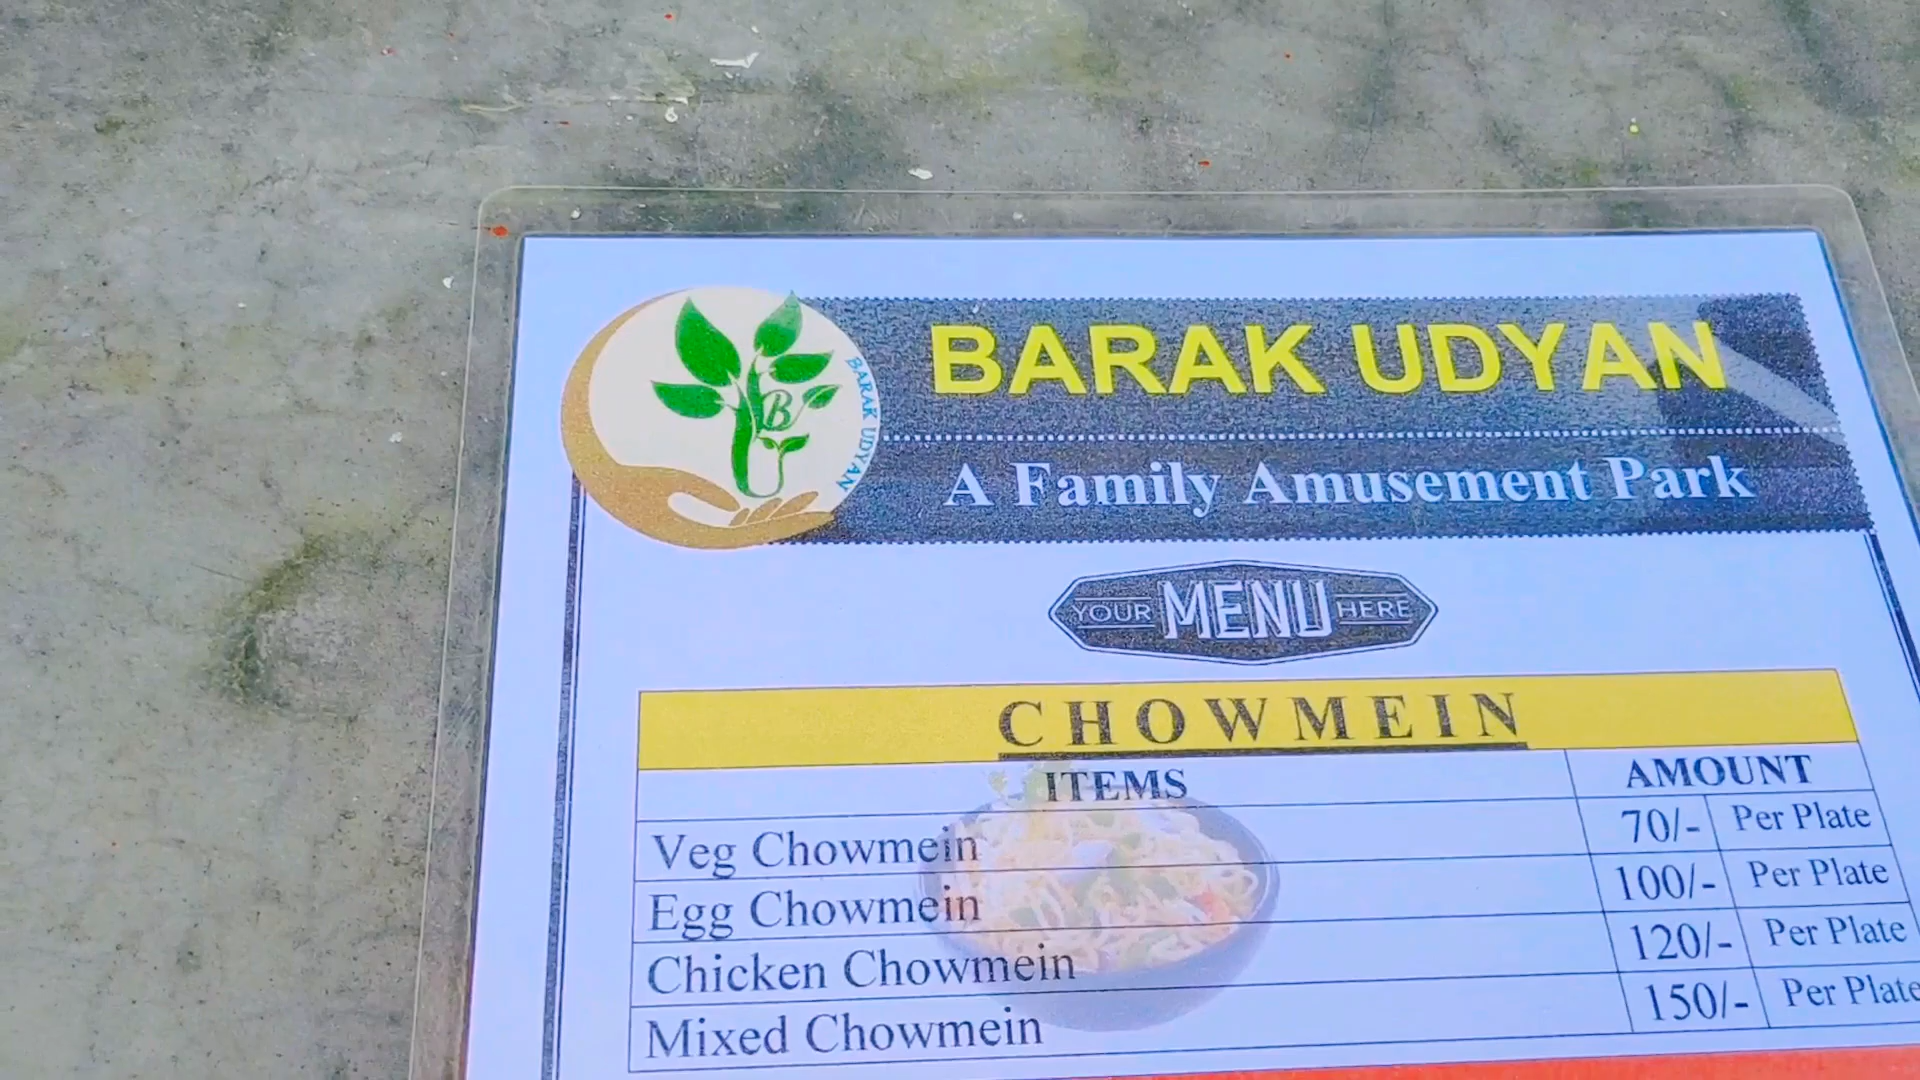 BARAK UDYAN
B
BARAK UDYAN
A Family Amusement Park
YOUR MENU HERE
CHOWMEIN
ITEMS AMOUNT
Veg Chowmein 70/- Per Plate
Egg Chowmein 100/- Per Plate
Chicken Chowmein 120/- Per Plate
Mixed Chowmein 150/- Per Plate